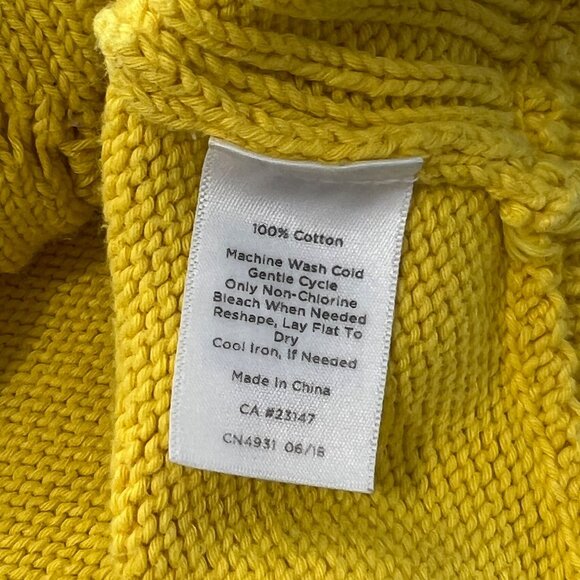 100% Cotton
Machine Wash Cold
Gentle Cycle
Only Non-Chlorine
Bleach When Needed
Reshape, Lay Flat To
Dry
Cool Iron, If Needed
Made In China
CA #23147
CN4931 06/18